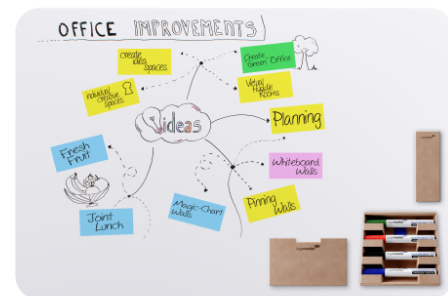 OFFICE IMPROVEMENTS
create
idea
spaces
Create
Green Office
Individual
creative
spaces
Virtual
Huddle
Rooms
Ideas
Planning
Fresh
Fruit
Whiteboard
Walls
Joint
Lunch
Magic-Chart
Walls
Pinning
Walls